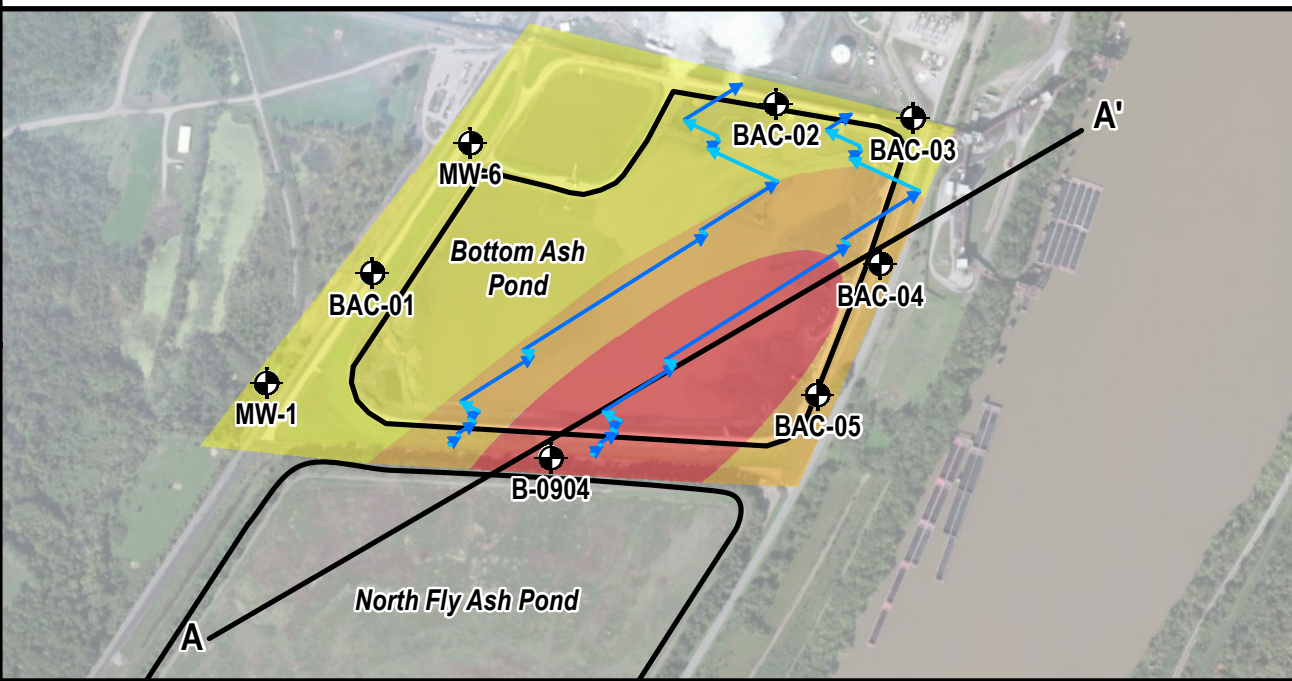 A'
BAC-02
BAC-03
MW-6
Bottom Ash
Pond
BAC-01
BAC-04
MW-1
BAC-05
B-0904
North Fly Ash Pond
A